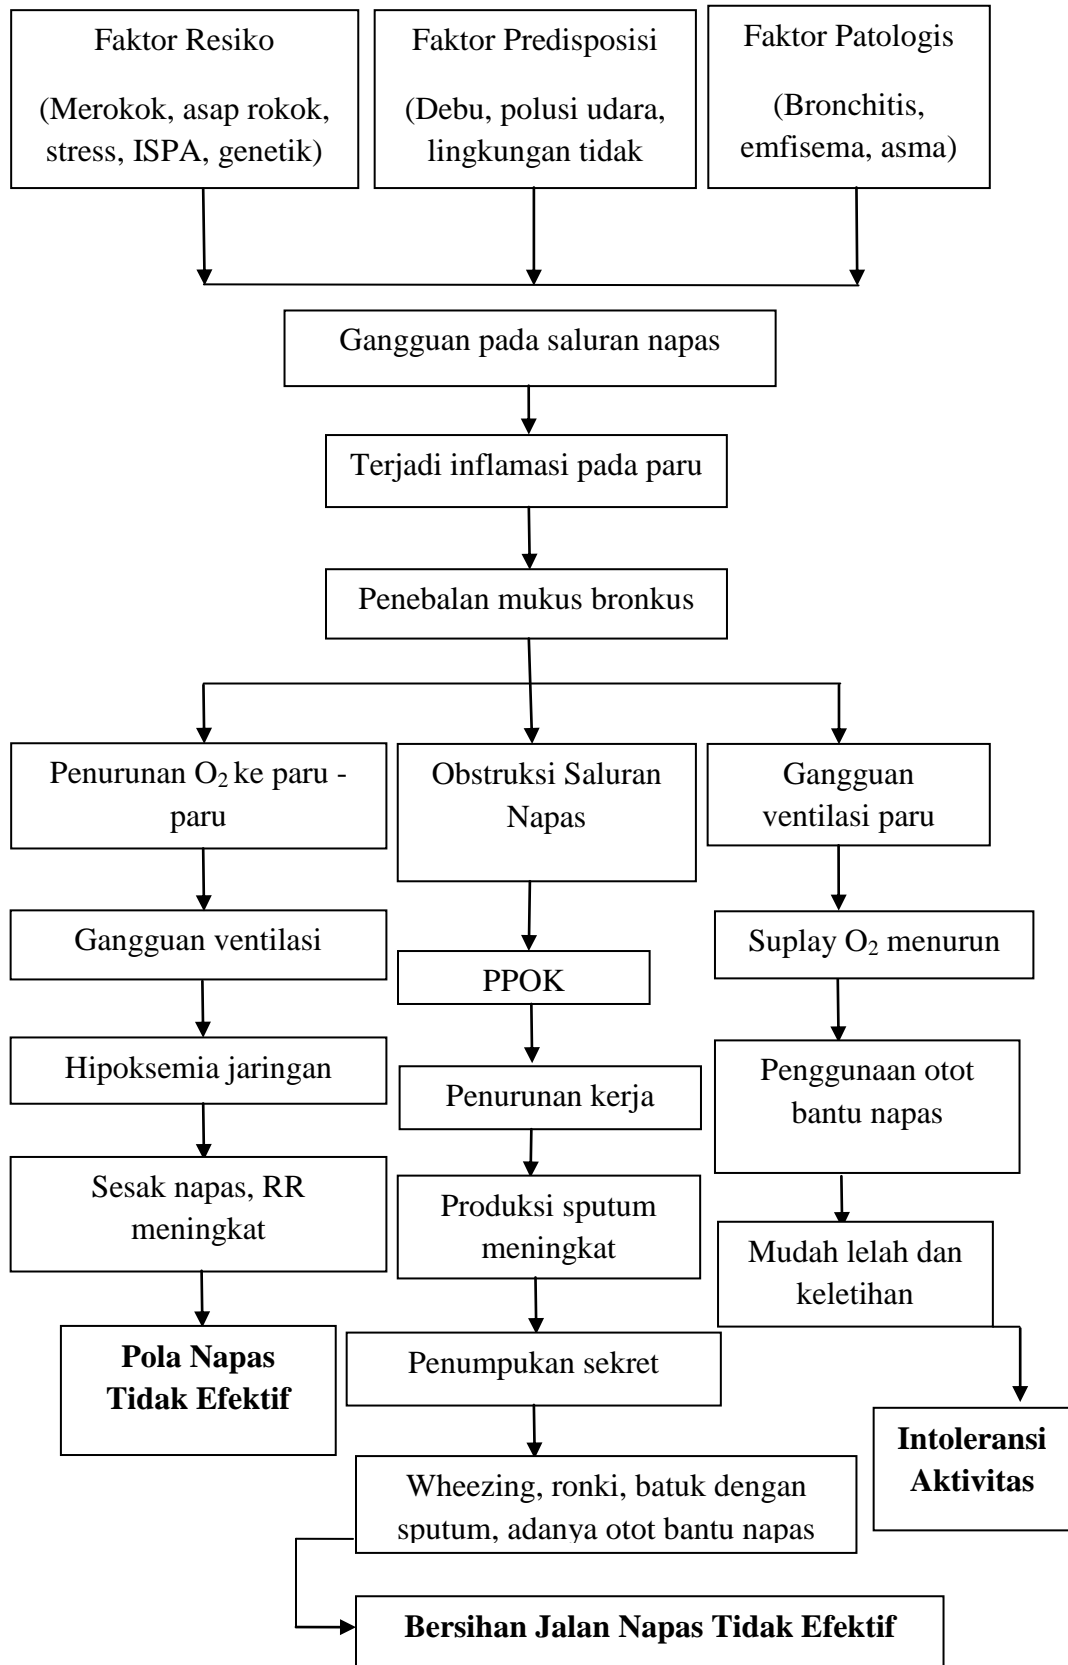 Faktor Resiko
(Merokok, asap rokok,
stress, ISPA, genetik)
Faktor Predisposisi
(Debu, polusi udara,
lingkungan tidak
Faktor Patologis
(Bronchitis,
emfisema, asma)
Gangguan pada saluran napas
Terjadi inflamasi pada paru
Penebalan mukus bronkus
Penurunan O₂ ke paru -
paru
Obstruksi Saluran
Napas
Gangguan
ventilasi paru
Gangguan ventilasi
Suplay O₂ menurun
PPOK
Hipoksemia jaringan
Penurunan kerja
Penggunaan otot
bantu napas
Sesak napas, RR
meningkat
Produksi sputum
meningkat
Mudah lelah dan
keletihan
Pola Napas
Tidak Efektif
Penumpukan sekret
Intoleransi
Aktivitas
Wheezing, ronki, batuk dengan
sputum, adanya otot bantu napas
Bersihan Jalan Napas Tidak Efektif